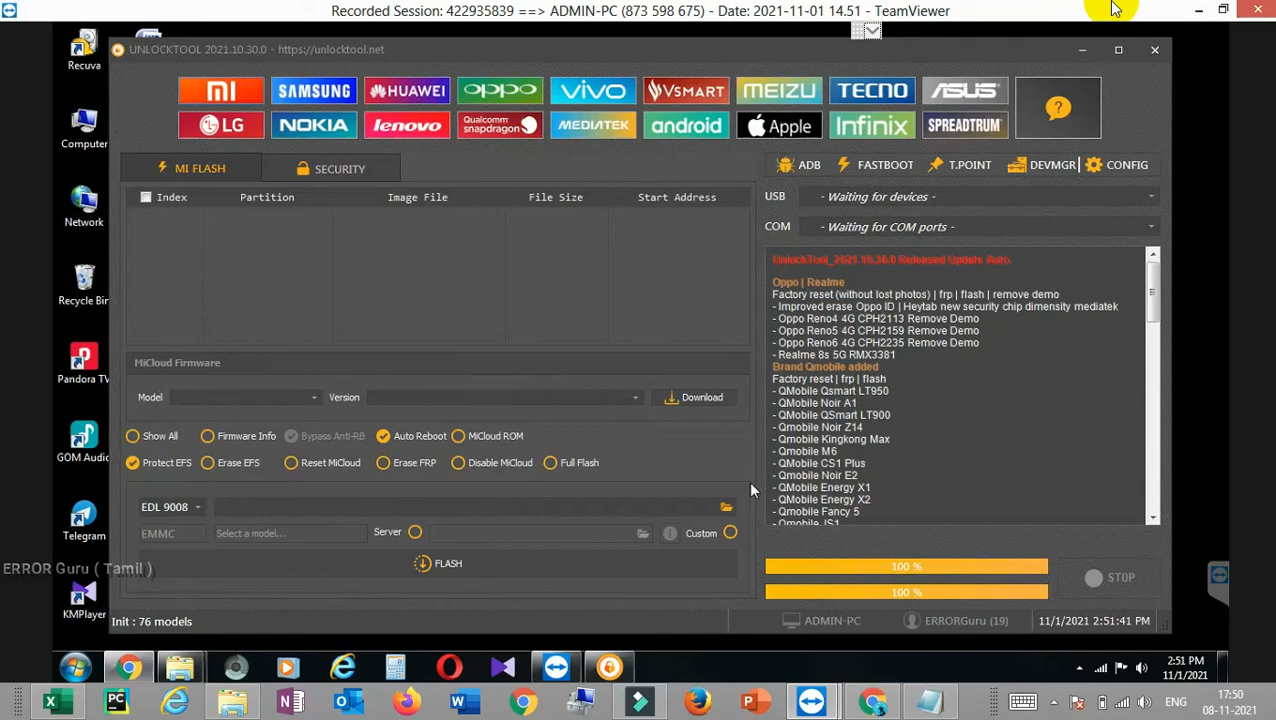 Recorded Session: 422935839 ==> ADMIN-PC (873 598 675) - Date: 2021-11-01 14.51 - TeamViewer
Recuva
Computer
Network
Recycle Bin
Pandora TV
GOM Audio
Telegram
KMPlayer
UNLOCKTOOL 2021.10.30.0 - https://unlocktool.net
MI SAMSUNG HUAWEI OPPO VIVO VSMART MEIZU TECNO ASUS
LG NOKIA lenovo Qualcomm snapdragon MEDIATEK android Apple Infinix SPREADTRUM
?
MI FLASH
SECURITY
Index Partition Image File File Size Start Address
MiCloud Firmware
Model
Version
Download
Show All Firmware Info Bypass Anti-RB Auto Reboot MiCloud ROM
Protect EFS Erase EFS Reset MiCloud Erase FRP Disable MiCloud Full Flash
EDL 9008
EMMC Select a model... Server Custom
FLASH
ERROR Guru ( Tamil )
ADB FASTBOOT T.POINT DEVMGR CONFIG
USB - Waiting for devices -
COM - Waiting for COM ports -
UnlockTool_2021.10.30.0 Released Update Auto.
Oppo | Realme
Factory reset (without lost photos) | frp | flash | remove demo
- Improved erase Oppo ID | Heytab new security chip dimensity mediatek
- Oppo Reno4 4G CPH2113 Remove Demo
- Oppo Reno5 4G CPH2159 Remove Demo
- Oppo Reno6 4G CPH2235 Remove Demo
- Realme 8s 5G RMX3381
Brand Qmobile added
Factory reset | frp | flash
- QMobile Qsmart LT950
- QMobile Noir A1
- QMobile QSmart LT900
- Qmobile Noir Z14
- Qmobile Kingkong Max
- Qmobile M6
- QMobile CS1 Plus
- QMobile Noir E2
- QMobile Energy X1
- QMobile Energy X2
- QMobile Fancy 5
- Qmobile JS1
100 %
100 %
STOP
Init : 76 models
ADMIN-PC
ERRORGuru (19)
11/1/2021 2:51:41 PM
2:51 PM
11/1/2021
ENG
17:50
08-11-2021